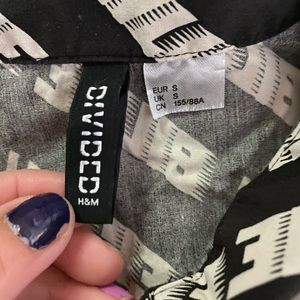 DIVIDED
H&M
EUR S
UK S
CN 155/88A